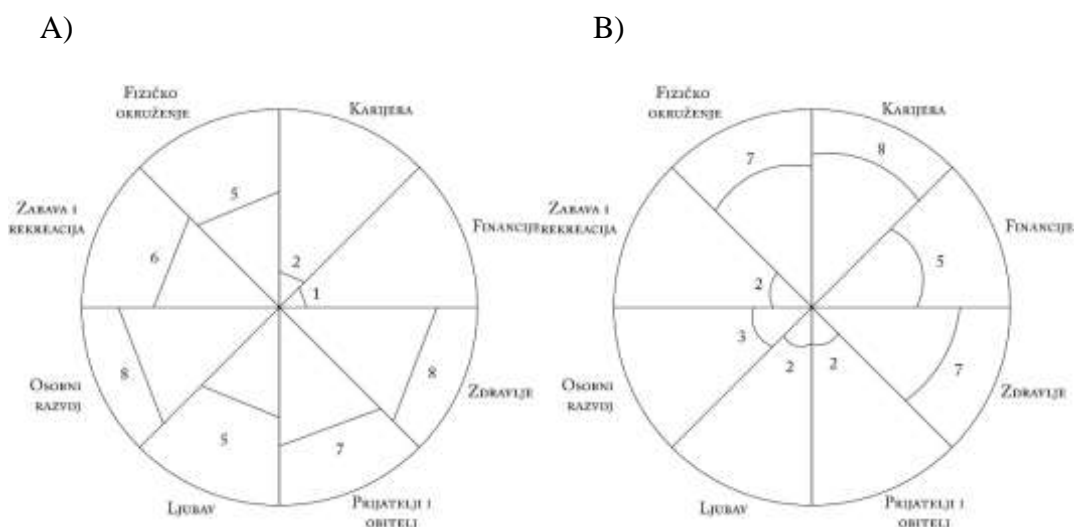 A)
B)
Fizičko
okruženje
Karijera
Zabava i
rekreacija
Financije
5
6
2
1
8
8
5
7
Osobni
razvoj
Zdravlje
Ljubav
Prijatelji i
obitelj
Fizičko
okruženje
Karijera
Zabava i
rekreacija
Financije
7
8
2
5
3
2
2
7
Osobni
razvoj
Zdravlje
Ljubav
Prijatelji i
obitelj